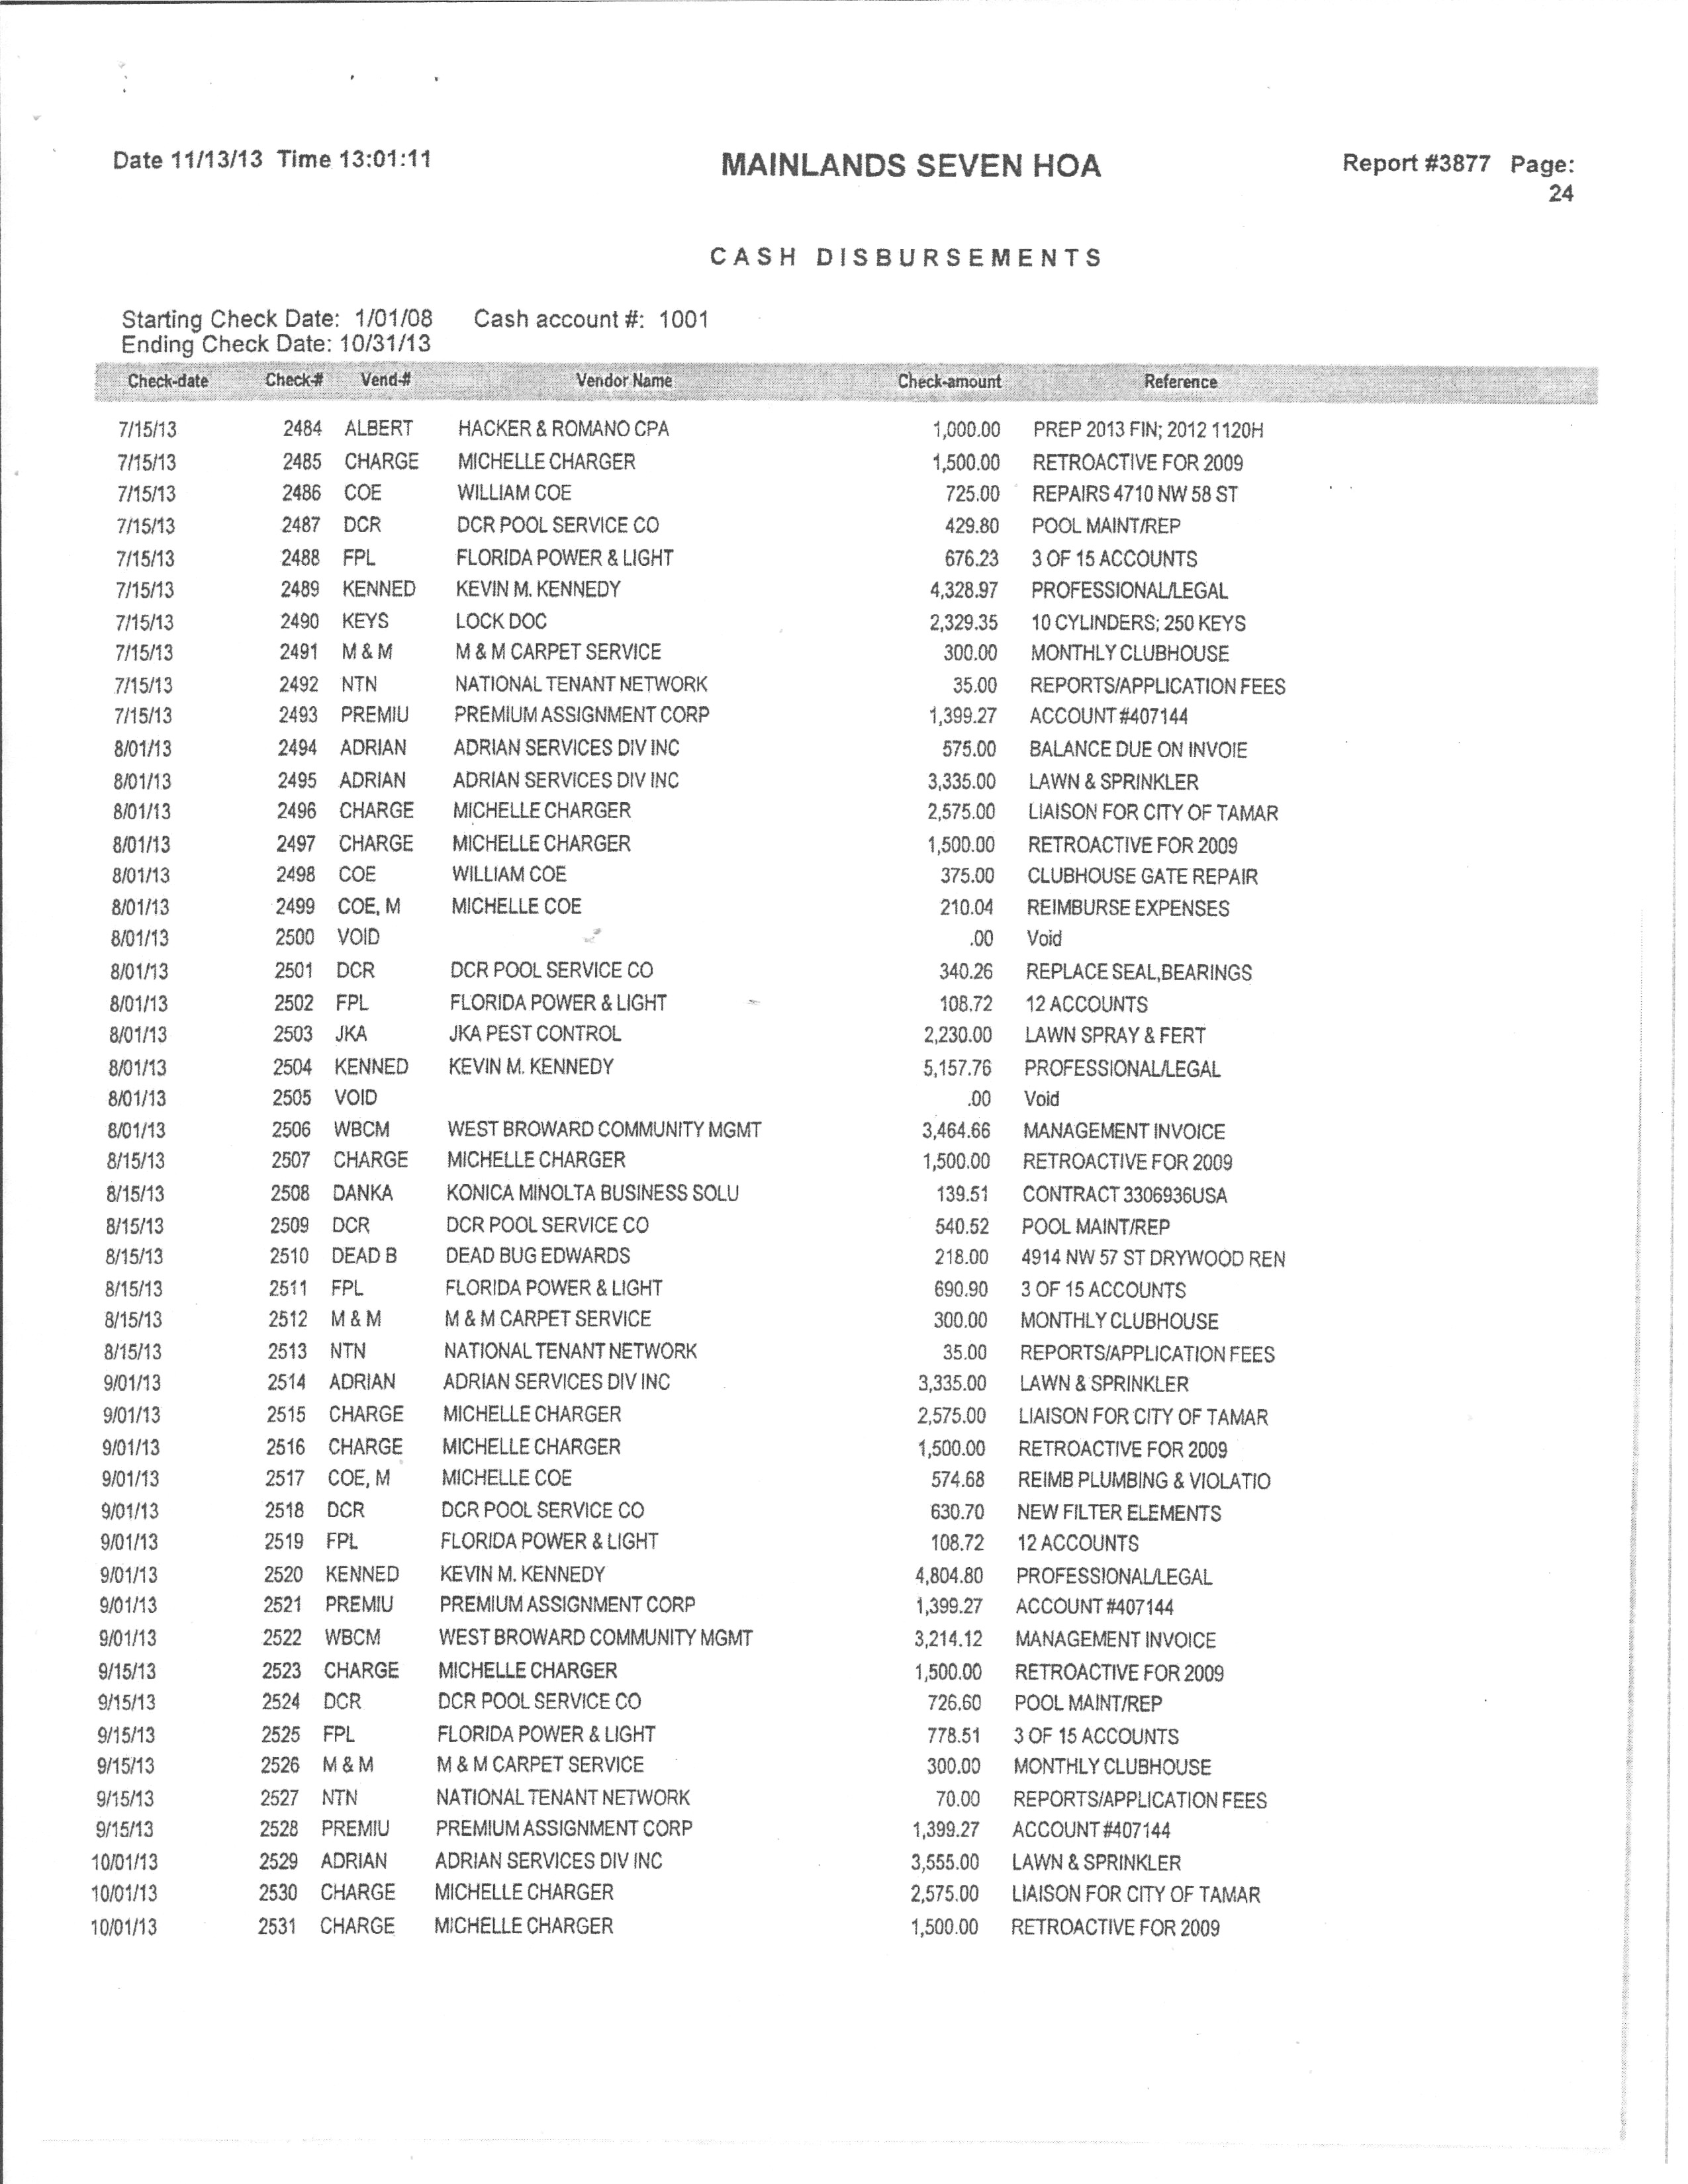 Date 11/13/13 Time 13:01:11 MAINLANDS SEVEN HOA Report #3877 Page:
24
CASH DISBURSEMENTS
Starting Check Date: 1/01/08 Cash account #: 1001
Ending Check Date: 10/31/13
Check-date Check-# Vend-# Vendor Name Check-amount Reference
7/15/13 2484 ALBERT HACKER & ROMANO CPA 1,000.00 PREP 2013 FIN; 2012 1120H
7/15/13 2485 CHARGE MICHELLE CHARGER 1,500.00 RETROACTIVE FOR 2009
7/15/13 2486 COE WILLIAM COE 725.00 REPAIRS 4710 NW 58 ST
7/15/13 2487 DCR DCR POOL SERVICE CO 429.80 POOL MAINT/REP
7/15/13 2488 FPL FLORIDA POWER & LIGHT 676.23 3 OF 15 ACCOUNTS
7/15/13 2489 KENNED KEVIN M. KENNEDY 4,328.97 PROFESSIONAL/LEGAL
7/15/13 2490 KEYS LOCK DOC 2,329.35 10 CYLINDERS; 250 KEYS
7/15/13 2491 M & M M & M CARPET SERVICE 300.00 MONTHLY CLUBHOUSE
7/15/13 2492 NTN NATIONAL TENANT NETWORK 35.00 REPORTS/APPLICATION FEES
7/15/13 2493 PREMIU PREMIUM ASSIGNMENT CORP 1,399.27 ACCOUNT #407144
8/01/13 2494 ADRIAN ADRIAN SERVICES DIV INC 575.00 BALANCE DUE ON INVOIE
8/01/13 2495 ADRIAN ADRIAN SERVICES DIV INC 3,335.00 LAWN & SPRINKLER
8/01/13 2496 CHARGE MICHELLE CHARGER 2,575.00 LIAISON FOR CITY OF TAMAR
8/01/13 2497 CHARGE MICHELLE CHARGER 1,500.00 RETROACTIVE FOR 2009
8/01/13 2498 COE WILLIAM COE 375.00 CLUBHOUSE GATE REPAIR
8/01/13 2499 COE, M MICHELLE COE 210.04 REIMBURSE EXPENSES
8/01/13 2500 VOID .00 Void
8/01/13 2501 DCR DCR POOL SERVICE CO 340.26 REPLACE SEAL,BEARINGS
8/01/13 2502 FPL FLORIDA POWER & LIGHT 108.72 12 ACCOUNTS
8/01/13 2503 JKA JKA PEST CONTROL 2,230.00 LAWN SPRAY & FERT
8/01/13 2504 KENNED KEVIN M. KENNEDY 5,157.76 PROFESSIONAL/LEGAL
8/01/13 2505 VOID .00 Void
8/01/13 2506 WBCM WEST BROWARD COMMUNITY MGMT 3,464.66 MANAGEMENT INVOICE
8/15/13 2507 CHARGE MICHELLE CHARGER 1,500.00 RETROACTIVE FOR 2009
8/15/13 2508 DANKA KONICA MINOLTA BUSINESS SOLU 139.51 CONTRACT 3306936USA
8/15/13 2509 DCR DCR POOL SERVICE CO 540.52 POOL MAINT/REP
8/15/13 2510 DEAD B DEAD BUG EDWARDS 218.00 4914 NW 57 ST DRYWOOD REN
8/15/13 2511 FPL FLORIDA POWER & LIGHT 690.90 3 OF 15 ACCOUNTS
8/15/13 2512 M & M M & M CARPET SERVICE 300.00 MONTHLY CLUBHOUSE
8/15/13 2513 NTN NATIONAL TENANT NETWORK 35.00 REPORTS/APPLICATION FEES
9/01/13 2514 ADRIAN ADRIAN SERVICES DIV INC 3,335.00 LAWN & SPRINKLER
9/01/13 2515 CHARGE MICHELLE CHARGER 2,575.00 LIAISON FOR CITY OF TAMAR
9/01/13 2516 CHARGE MICHELLE CHARGER 1,500.00 RETROACTIVE FOR 2009
9/01/13 2517 COE, M MICHELLE COE 574.68 REIMB PLUMBING & VIOLATIO
9/01/13 2518 DCR DCR POOL SERVICE CO 630.70 NEW FILTER ELEMENTS
9/01/13 2519 FPL FLORIDA POWER & LIGHT 108.72 12 ACCOUNTS
9/01/13 2520 KENNED KEVIN M. KENNEDY 4,804.80 PROFESSIONAL/LEGAL
9/01/13 2521 PREMIU PREMIUM ASSIGNMENT CORP 1,399.27 ACCOUNT #407144
9/01/13 2522 WBCM WEST BROWARD COMMUNITY MGMT 3,214.12 MANAGEMENT INVOICE
9/15/13 2523 CHARGE MICHELLE CHARGER 1,500.00 RETROACTIVE FOR 2009
9/15/13 2524 DCR DCR POOL SERVICE CO 726.60 POOL MAINT/REP
9/15/13 2525 FPL FLORIDA POWER & LIGHT 778.51 3 OF 15 ACCOUNTS
9/15/13 2526 M & M M & M CARPET SERVICE 300.00 MONTHLY CLUBHOUSE
9/15/13 2527 NTN NATIONAL TENANT NETWORK 70.00 REPORTS/APPLICATION FEES
9/15/13 2528 PREMIU PREMIUM ASSIGNMENT CORP 1,399.27 ACCOUNT #407144
10/01/13 2529 ADRIAN ADRIAN SERVICES DIV INC 3,555.00 LAWN & SPRINKLER
10/01/13 2530 CHARGE MICHELLE CHARGER 2,575.00 LIAISON FOR CITY OF TAMAR
10/01/13 2531 CHARGE MICHELLE CHARGER 1,500.00 RETROACTIVE FOR 2009